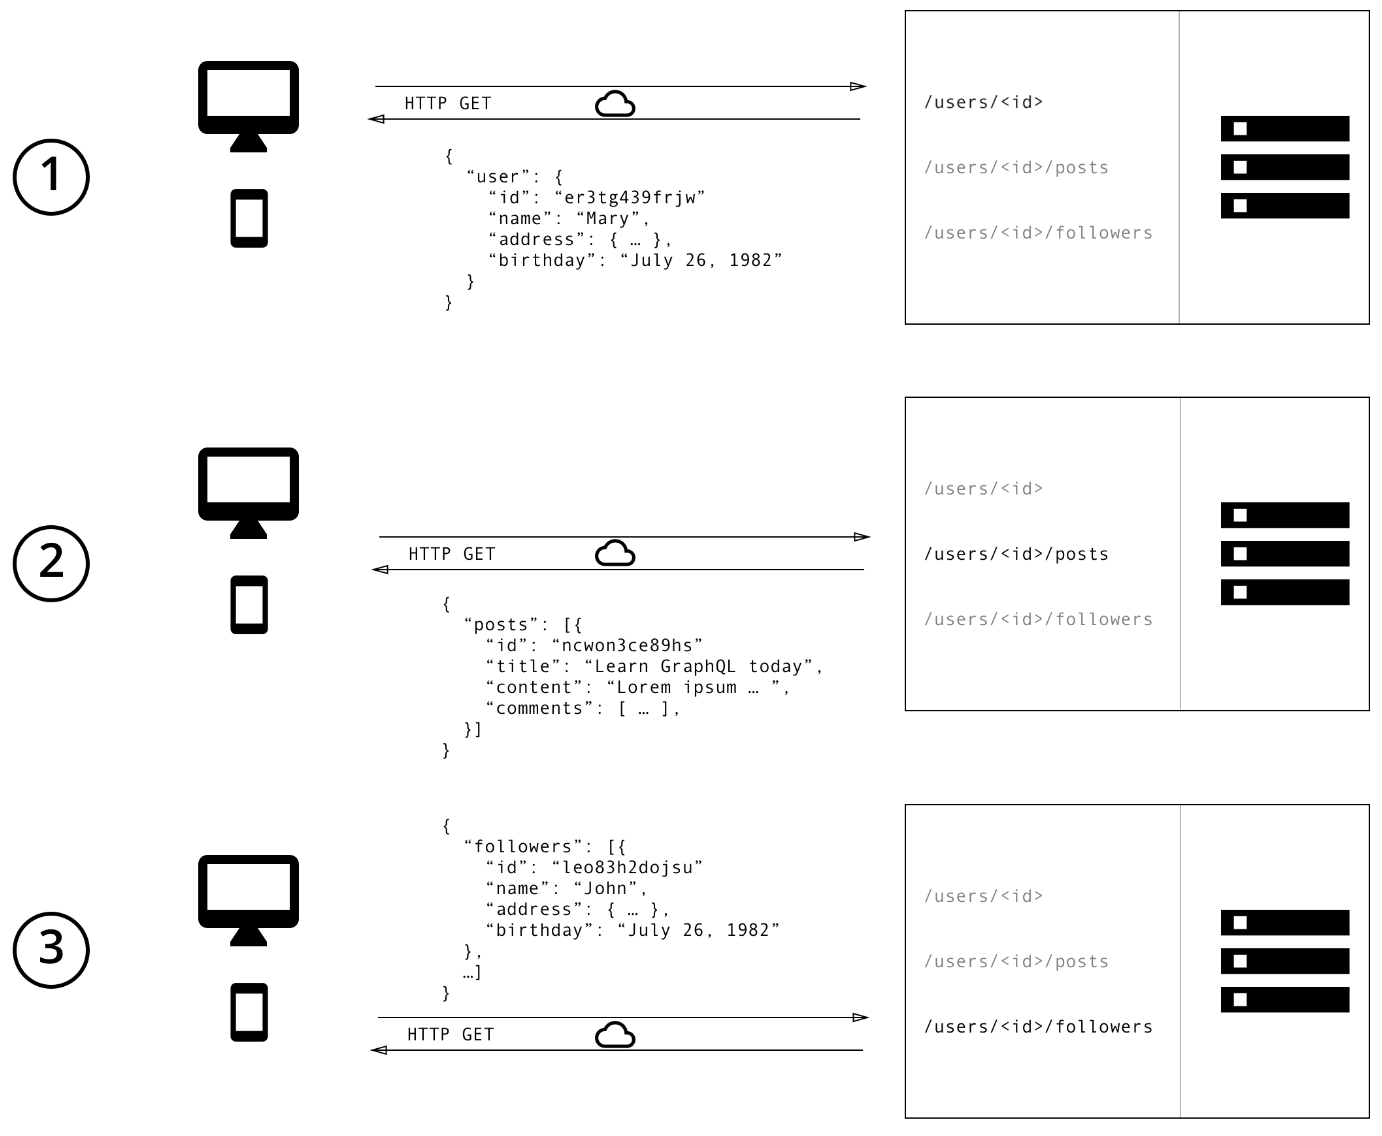 1
HTTP GET
{
“user”: {
“id”: “er3tg439frjw”
“name”: “Mary”,
“address”: { … },
“birthday”: “July 26, 1982”
}
}
/users/<id>
/users/<id>/posts
/users/<id>/followers
2
HTTP GET
{
“posts”: [{
“id”: “ncwon3ce89hs”
“title”: “Learn GraphQL today”,
“content”: “Lorem ipsum … ”,
“comments”: [ … ],
}]
}
/users/<id>
/users/<id>/posts
/users/<id>/followers
3
{
“followers”: [{
“id”: “leo83h2dojsu”
“name”: “John”,
“address”: { … },
“birthday”: “July 26, 1982”
},
…]
}
HTTP GET
/users/<id>
/users/<id>/posts
/users/<id>/followers